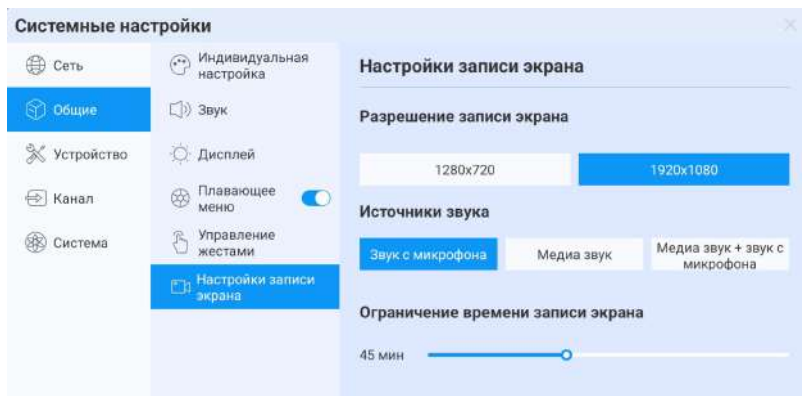 Системные настройки
Сеть
Общие
Устройство
Канал
Система
Индивидуальная
настройка
Звук
Дисплей
Плавающее
меню
Управление
жестами
Настройки записи
экрана
Настройки записи экрана
Разрешение записи экрана
1280x720
1920x1080
Источники звука
Звук с микрофона
Медиа звук
Медиа звук + звук с
микрофона
Ограничение времени записи экрана
45 мин